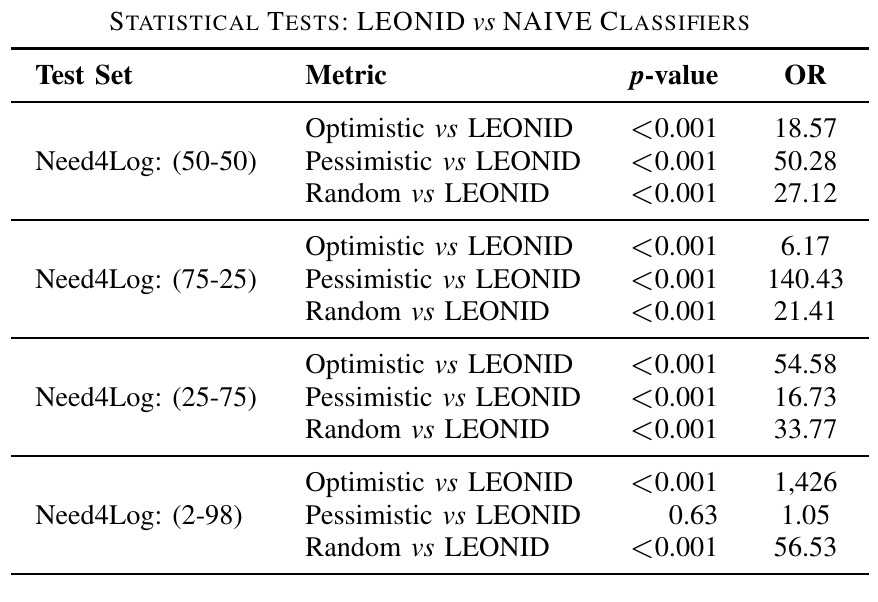 STATISTICAL TESTS: LEONID vs NAIVE CLASSIFIERS
Test Set Metric p-value OR
Optimistic vs LEONID <0.001 18.57
Need4Log: (50-50) Pessimistic vs LEONID <0.001 50.28
Random vs LEONID <0.001 27.12
Optimistic vs LEONID <0.001 6.17
Need4Log: (75-25) Pessimistic vs LEONID <0.001 140.43
Random vs LEONID <0.001 21.41
Optimistic vs LEONID <0.001 54.58
Need4Log: (25-75) Pessimistic vs LEONID <0.001 16.73
Random vs LEONID <0.001 33.77
Optimistic vs LEONID <0.001 1,426
Need4Log: (2-98) Pessimistic vs LEONID 0.63 1.05
Random vs LEONID <0.001 56.53